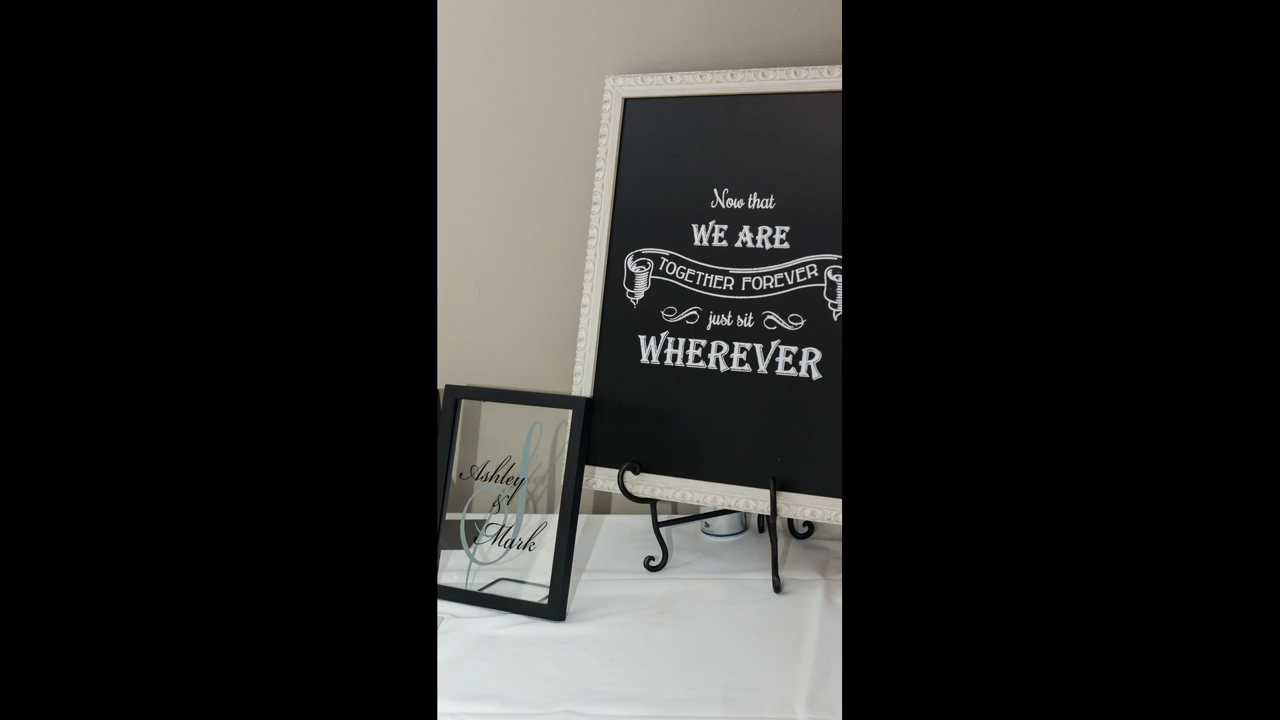 Now that
WE ARE
TOGETHER FOREVER
just sit
WHEREVER
S
Ashley
&
Mark